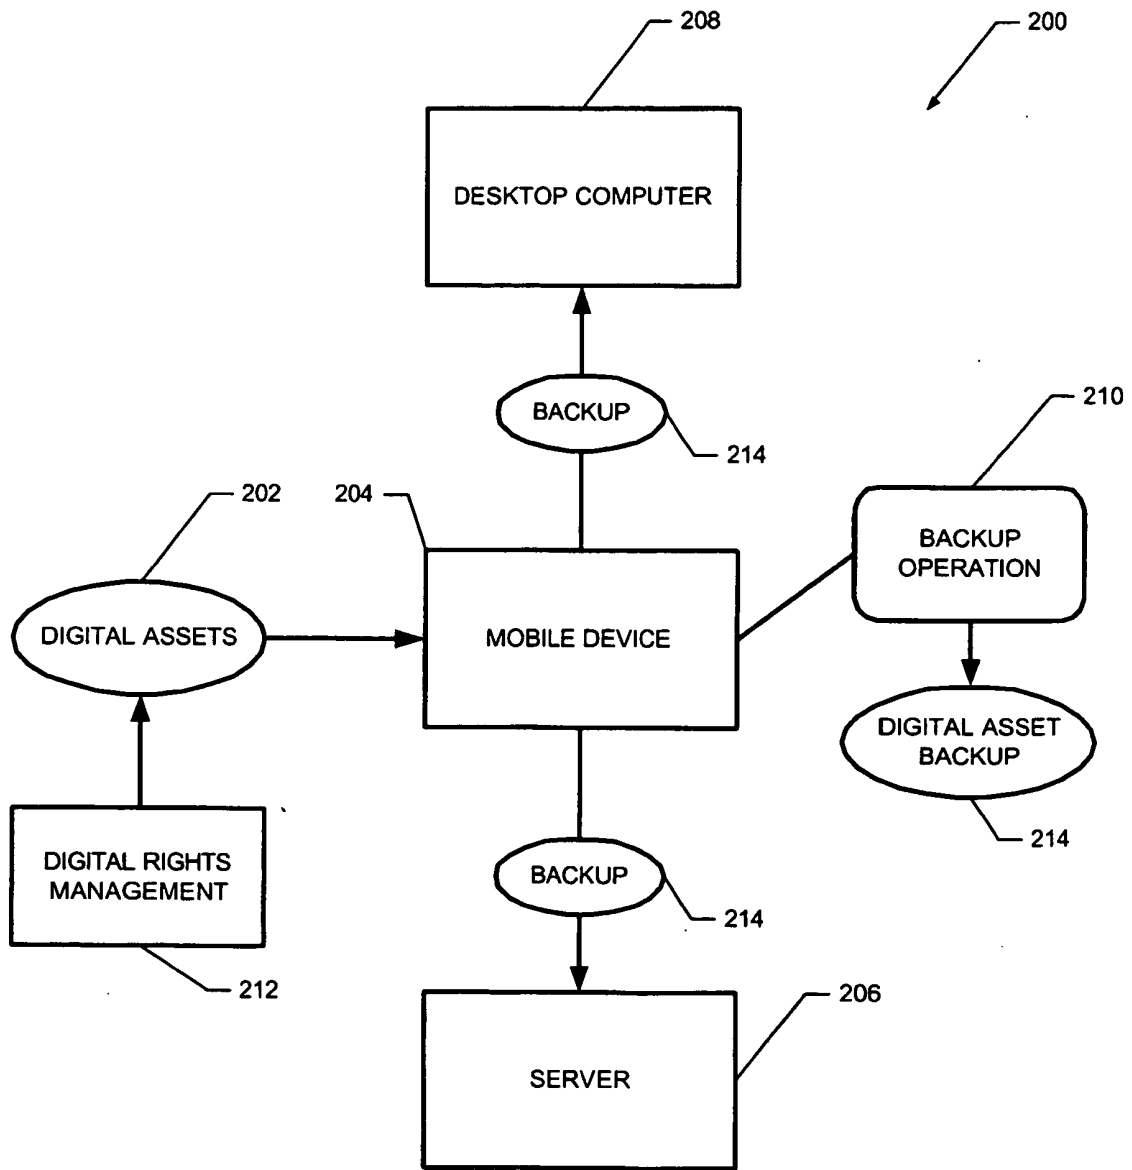 208
200
DESKTOP COMPUTER
BACKUP
214
210
202
204
BACKUP
OPERATION
DIGITAL ASSETS
MOBILE DEVICE
DIGITAL ASSET
BACKUP
214
DIGITAL RIGHTS
MANAGEMENT
BACKUP
214
212
206
SERVER